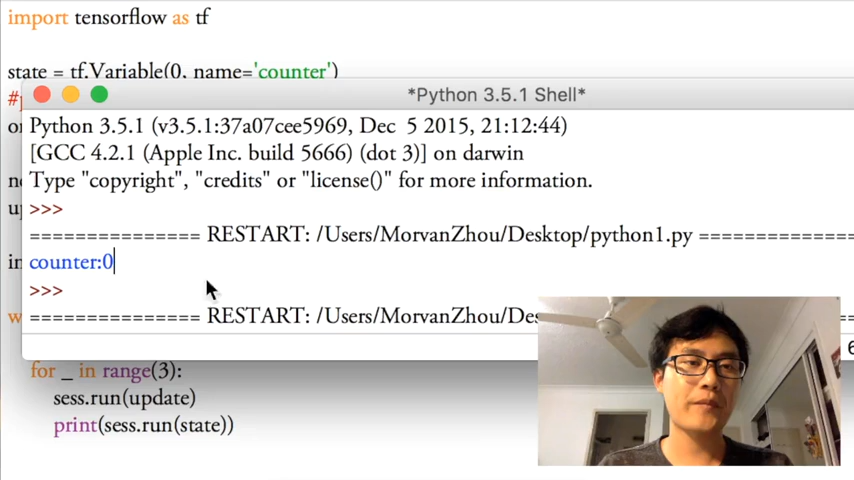 import tensorflow as tf
state = tf.Variable(0, name='counter')
*Python 3.5.1 Shell*
Python 3.5.1 (v3.5.1:37a07cee5969, Dec 5 2015, 21:12:44)
[GCC 4.2.1 (Apple Inc. build 5666) (dot 3)] on darwin
Type "copyright", "credits" or "license()" for more information.
>>>
=============== RESTART: /Users/MorvanZhou/Desktop/python1.py ===============
counter:0
>>>
=============== RESTART: /Users/MorvanZhou/Des
for _ in range(3):
sess.run(update)
print(sess.run(state))